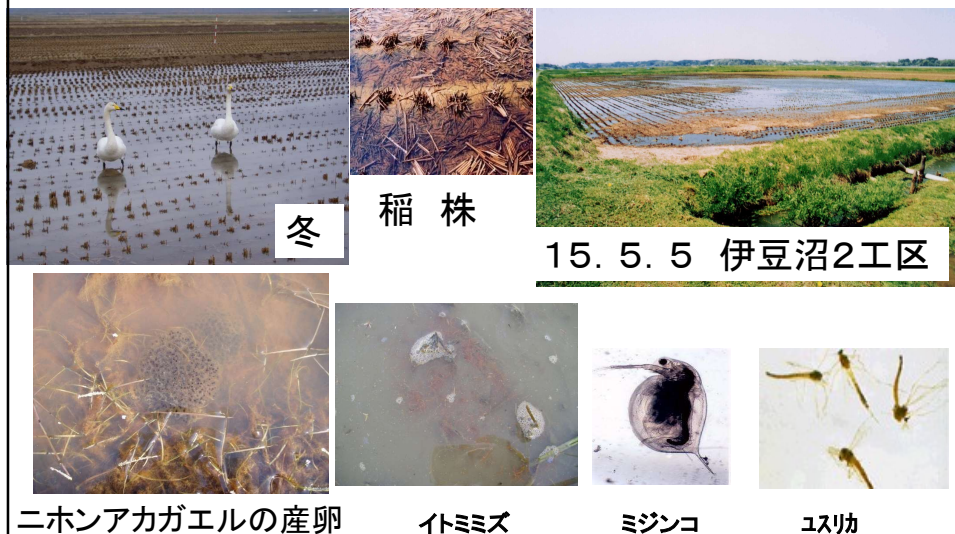 冬
稲 株
15. 5. 5 伊豆沼2工区
ニホンアカガエルの産卵
イトミミズ
ミジンコ
ユスリカ